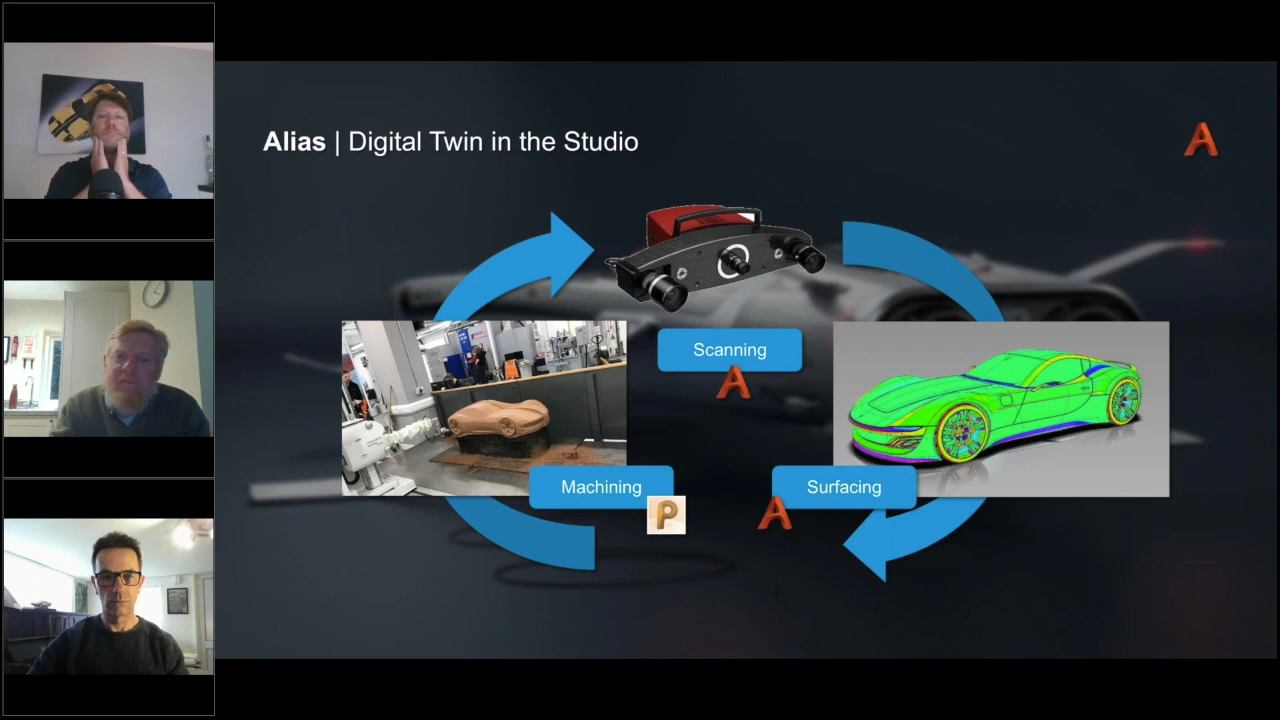 Alias | Digital Twin in the Studio
Scanning
Machining
Surfacing